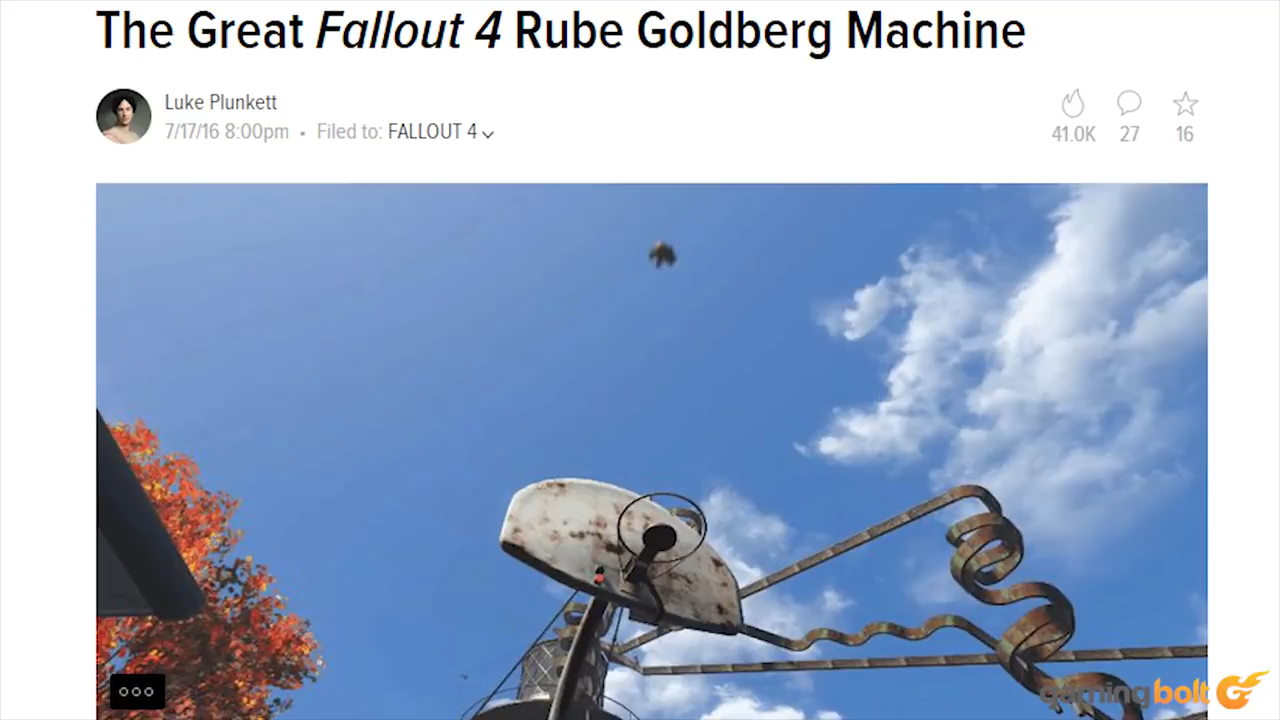 The Great Fallout 4 Rube Goldberg Machine
Luke Plunkett
7/17/16 8:00pm • Filed to: FALLOUT 4
41.0K 27 16
gamingbolt